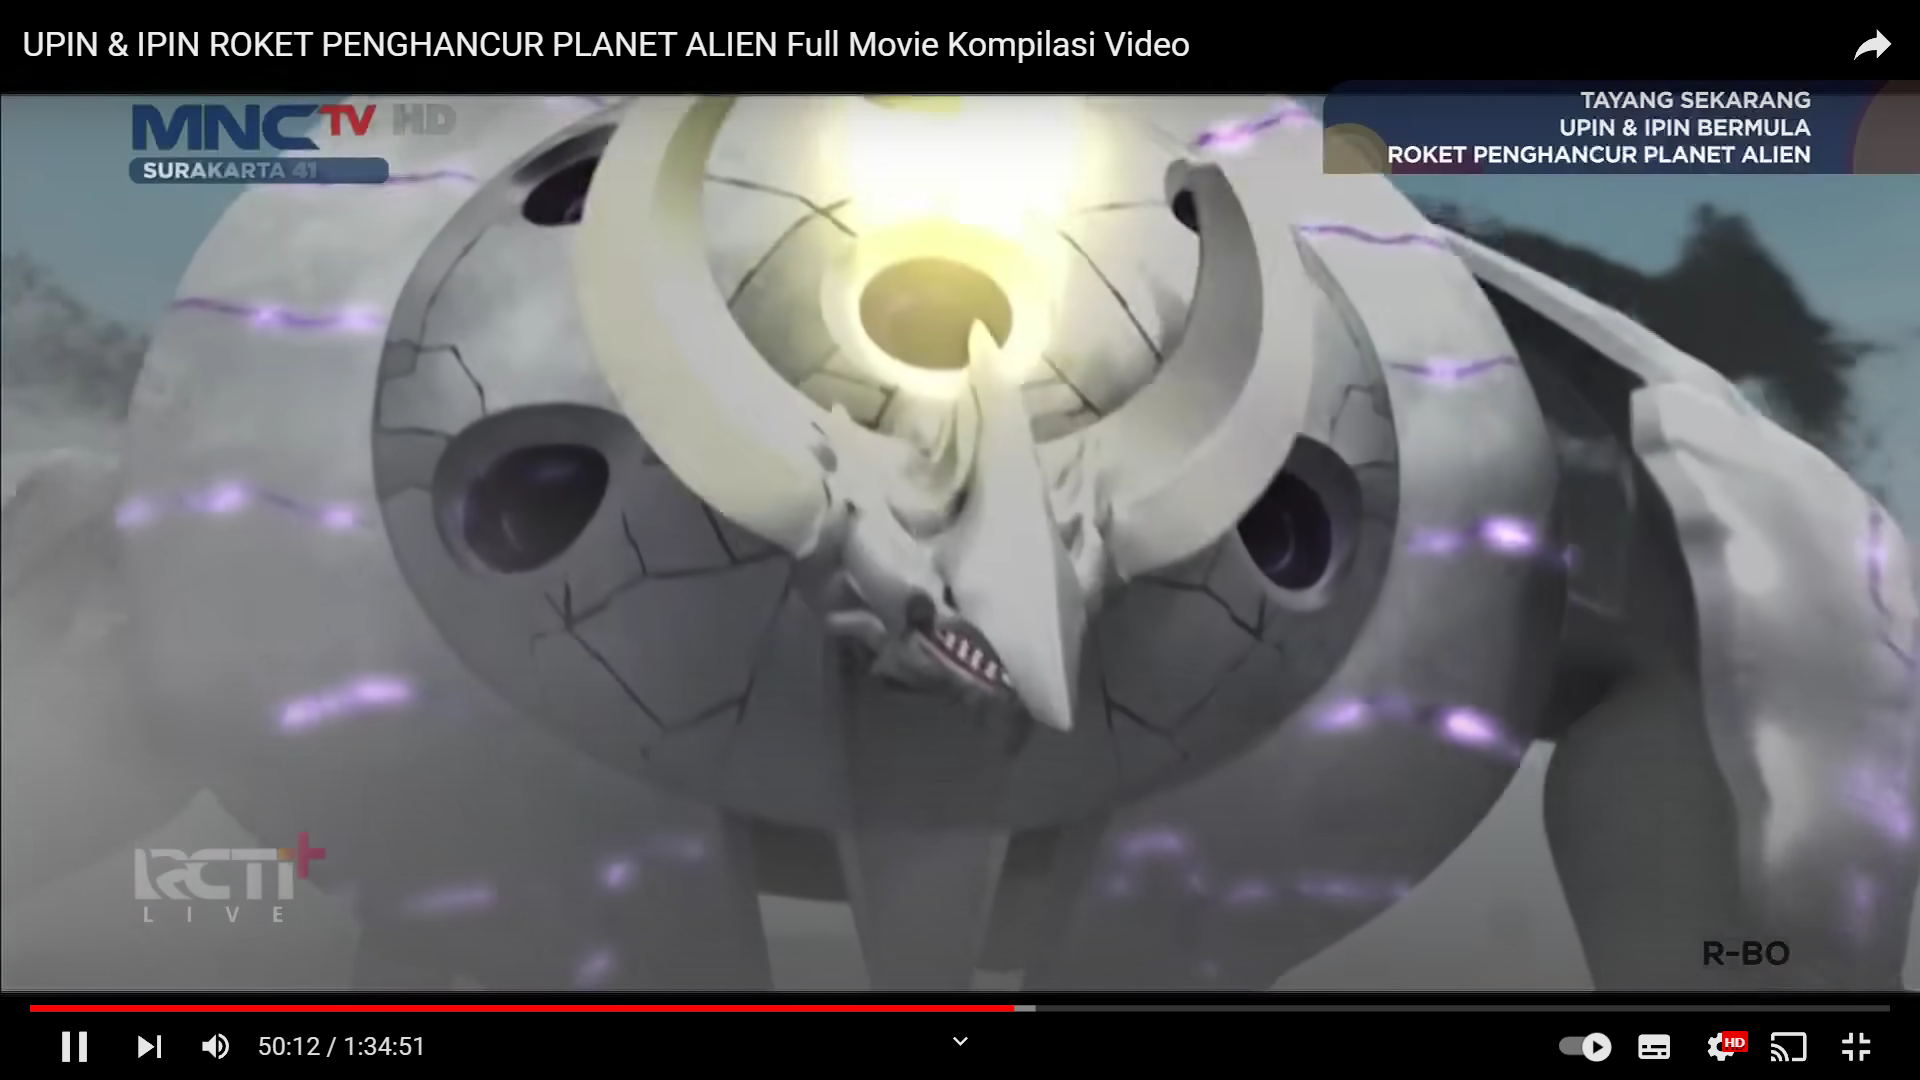 UPIN & IPIN ROKET PENGHANCUR PLANET ALIEN Full Movie Kompilasi Video
MNCTV HD
SURAKARTA 41
TAYANG SEKARANG
UPIN & IPIN BERMULA
ROKET PENGHANCUR PLANET ALIEN
RCTI+
LIVE
R-BO
50:12 / 1:34:51
HD